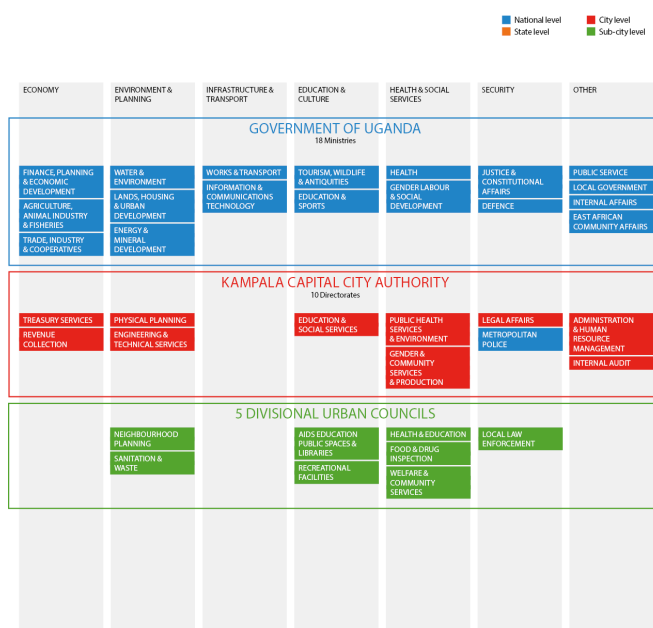 National level
City level
State level
Sub-city level
ECONOMY
ENVIRONMENT &
PLANNING
INFRASTRUCTURE &
TRANSPORT
EDUCATION &
CULTURE
HEALTH & SOCIAL
SERVICES
SECURITY
OTHER
GOVERNMENT OF UGANDA
18 Ministries
FINANCE, PLANNING
& ECONOMIC
DEVELOPMENT
AGRICULTURE,
ANIMAL INDUSTRY
& FISHERIES
TRADE, INDUSTRY
& COOPERATIVES
WATER &
ENVIRONMENT
LANDS, HOUSING
& URBAN
DEVELOPMENT
ENERGY &
MINERAL
DEVELOPMENT
WORKS & TRANSPORT
INFORMATION &
COMMUNICATIONS
TECHNOLOGY
TOURISM, WILDLIFE
& ANTIQUITIES
EDUCATION &
SPORTS
HEALTH
GENDER LABOUR
& SOCIAL
DEVELOPMENT
JUSTICE &
CONSTITUTIONAL
AFFAIRS
DEFENCE
PUBLIC SERVICE
LOCAL GOVERNMENT
INTERNAL AFFAIRS
EAST AFRICAN
COMMUNITY AFFAIRS
KAMPALA CAPITAL CITY AUTHORITY
10 Directorates
TREASURY SERVICES
REVENUE
COLLECTION
PHYSICAL PLANNING
ENGINEERING &
TECHNICAL SERVICES
EDUCATION &
SOCIAL SERVICES
PUBLIC HEALTH
SERVICES
& ENVIRONMENT
GENDER &
COMMUNITY
SERVICES
& PRODUCTION
LEGAL AFFAIRS
METROPOLITAN
POLICE
ADMINISTRATION
& HUMAN
RESOURCE
MANAGEMENT
INTERNAL AUDIT
5 DIVISIONAL URBAN COUNCILS
NEIGHBOURHOOD
PLANNING
SANITATION &
WASTE
AIDS EDUCATION
PUBLIC SPACES &
LIBRARIES
RECREATIONAL
FACILITIES
HEALTH & EDUCATION
FOOD & DRUG
INSPECTION
WELFARE &
COMMUNITY
SERVICES
LOCAL LAW
ENFORCEMENT